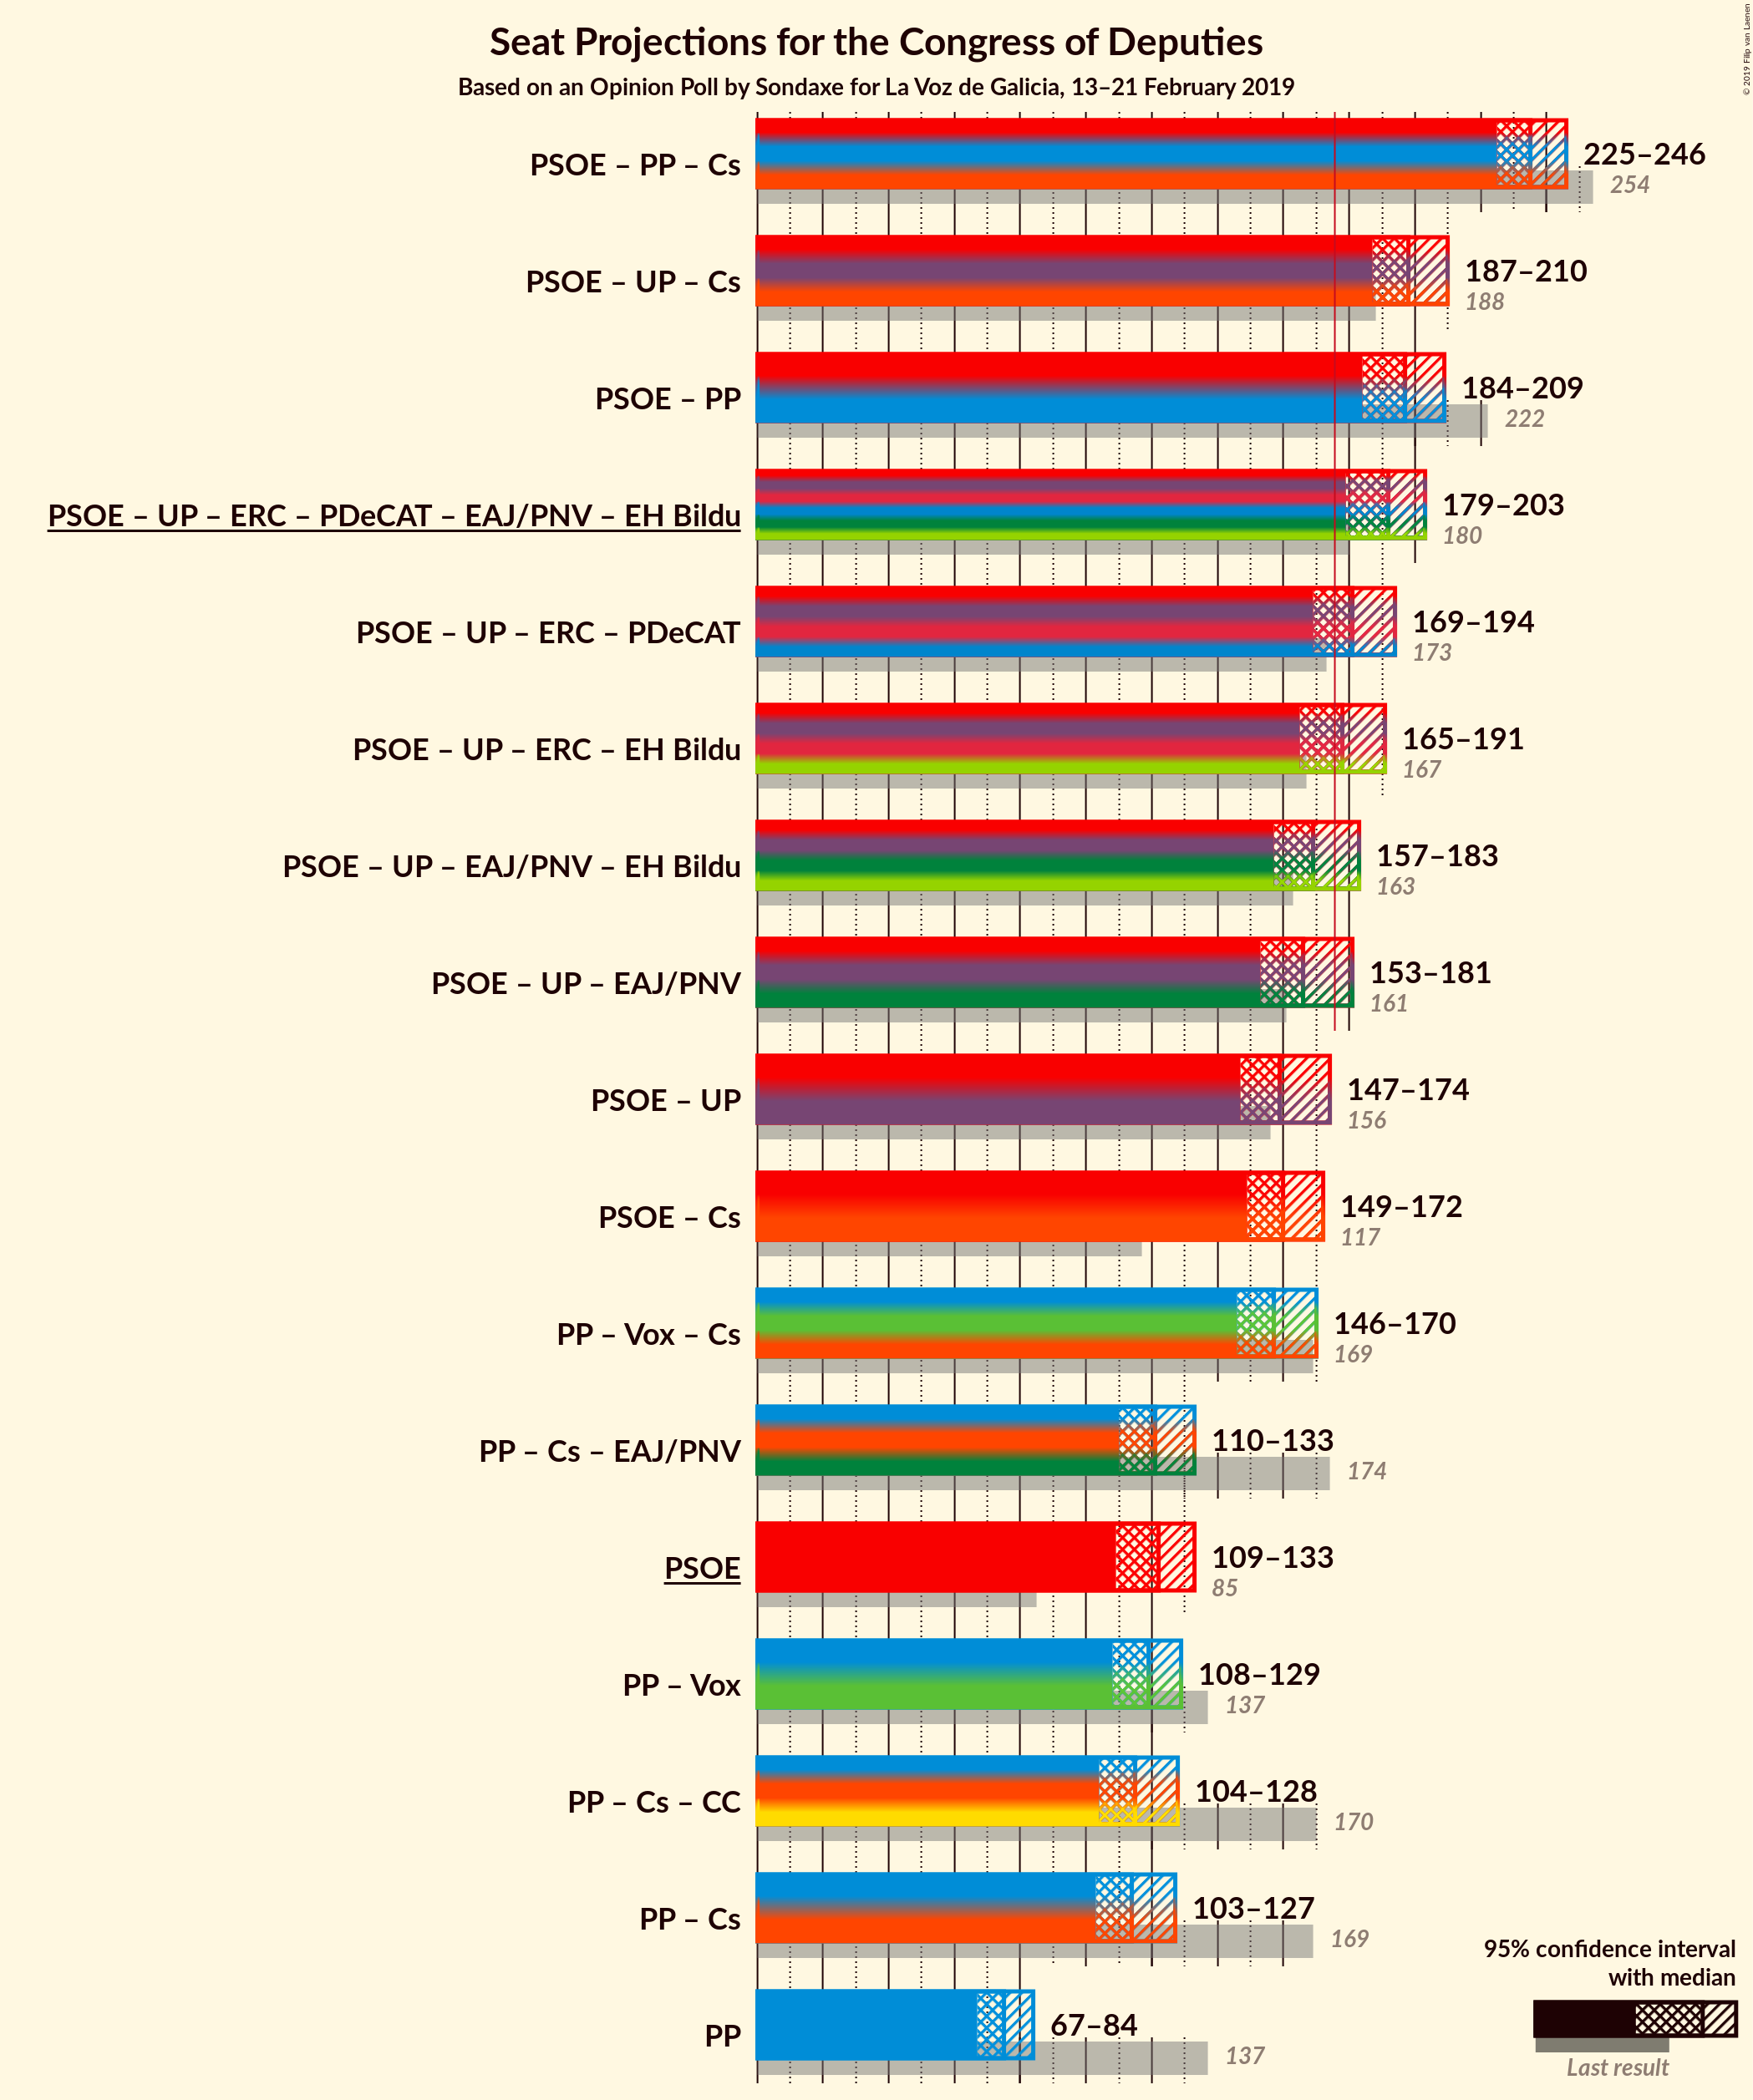 Seat Projections for the Congress of Deputies
Based on an Opinion Poll by Sondaxe for La Voz de Galicia, 13–21 February 2019
© 2019 Filip van Laenen
PSOE – PP – Cs
225–246
254
PSOE – UP – Cs
187–210
188
PSOE – PP
184–209
222
PSOE – UP – ERC – PDeCAT – EAJ/PNV – EH Bildu
179–203
180
PSOE – UP – ERC – PDeCAT
169–194
173
PSOE – UP – ERC – EH Bildu
165–191
167
PSOE – UP – EAJ/PNV – EH Bildu
157–183
163
PSOE – UP – EAJ/PNV
153–181
161
PSOE – UP
147–174
156
PSOE – Cs
149–172
117
PP – Vox – Cs
146–170
169
PP – Cs – EAJ/PNV
110–133
174
PSOE
109–133
85
PP – Vox
108–129
137
PP – Cs – CC
104–128
170
PP – Cs
103–127
169
PP
67–84
137
95% confidence interval
with median
Last result